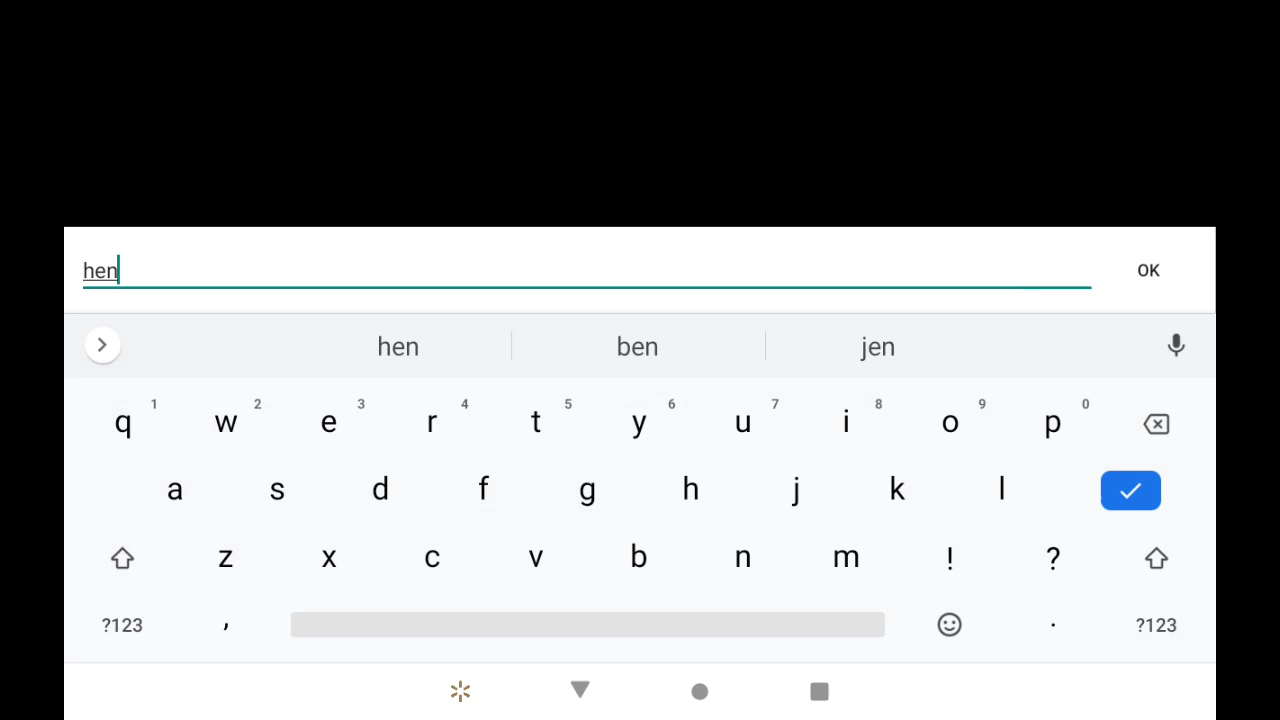 hen OK
hen ben jen
q 1 w 2 e 3 r 4 t 5 y 6 u 7 i 8 o 9 p 0
a s d f g h j k l
z x c v b n m ! ?
?123 , . ?123